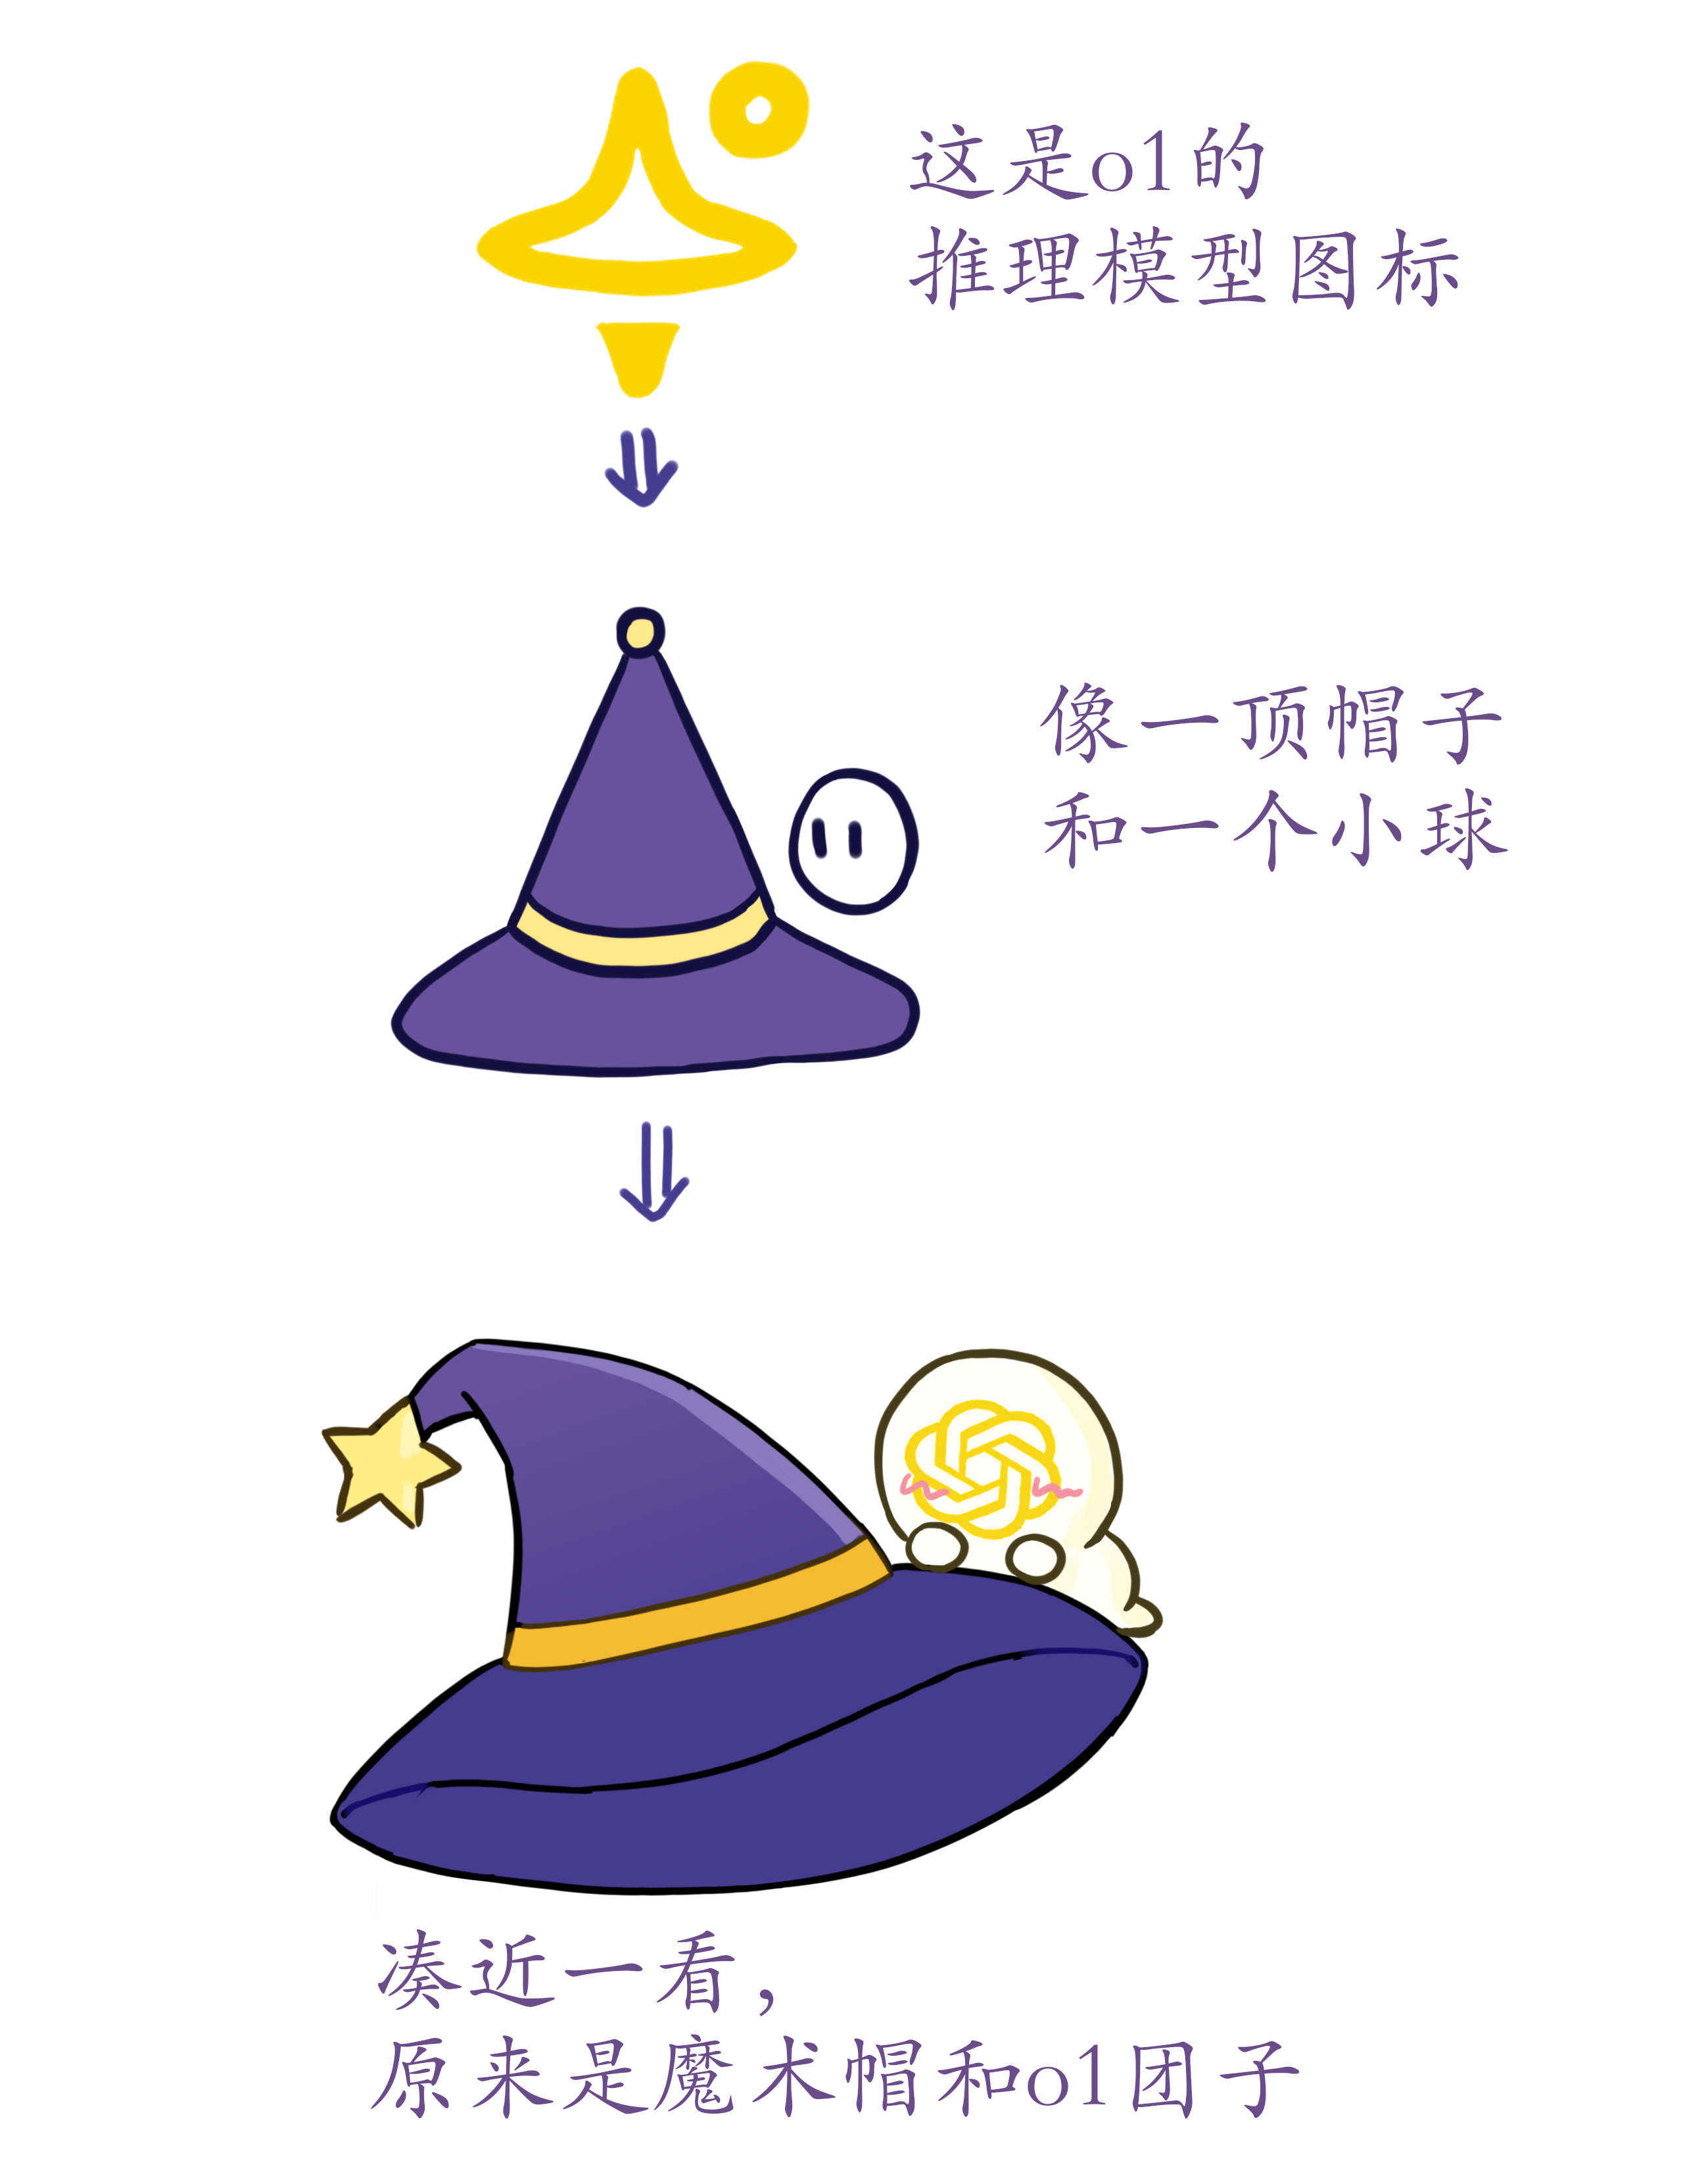 这是o1的
推理模型图标
像一顶帽子
和一个小球
凑近一看，
原来是魔术帽和o1团子